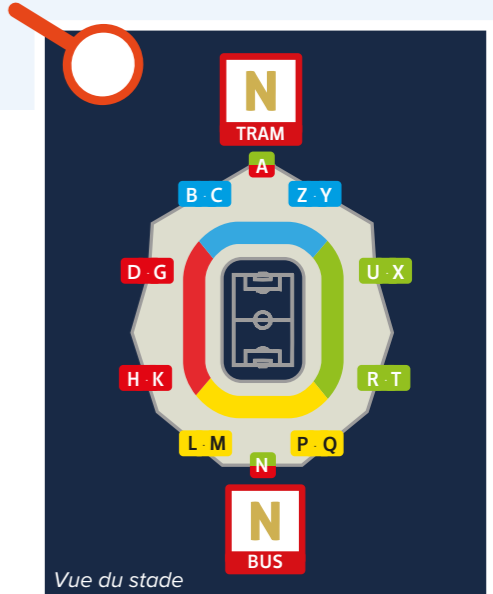 N
TRAM
A
B · C
Z · Y
D · G
U · X
H · K
R · T
L · M
P · Q
N
N
BUS
Vue du stade